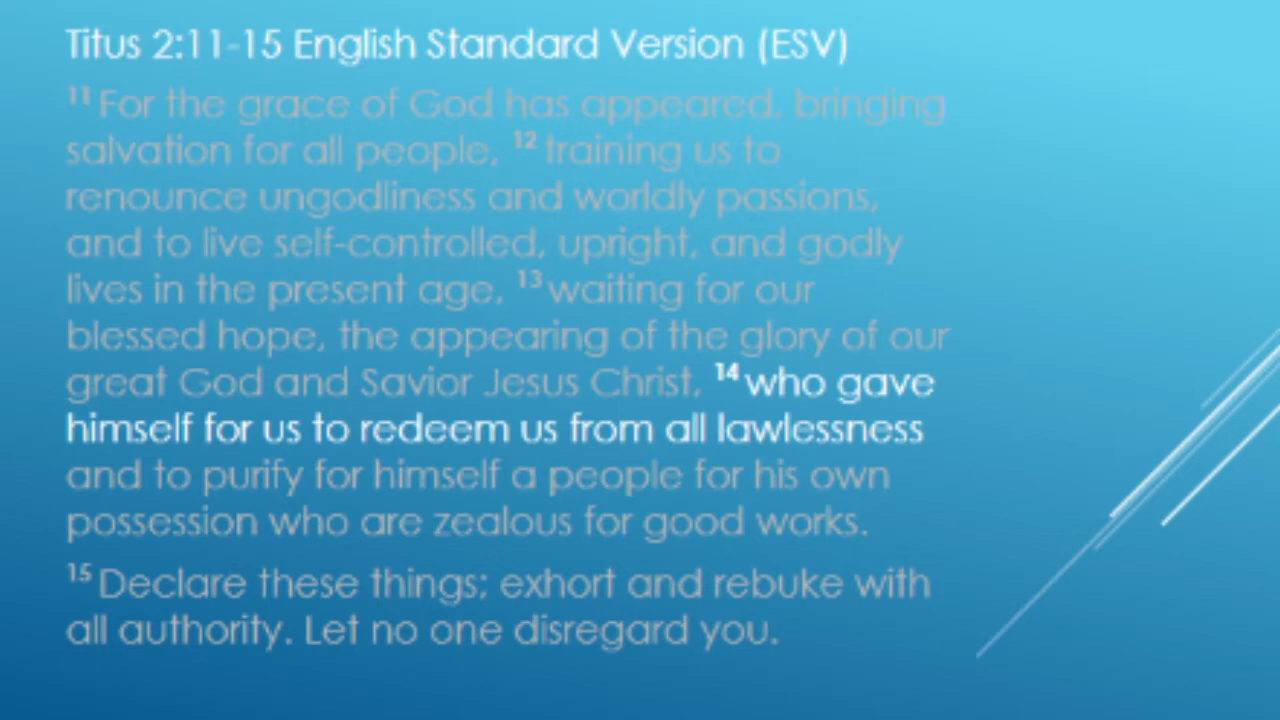 Titus 2:11-15 English Standard Version (ESV)
11 For the grace of God has appeared, bringing
salvation for all people, 12 training us to
renounce ungodliness and worldly passions,
and to live self-controlled, upright, and godly
lives in the present age, 13 waiting for our
blessed hope, the appearing of the glory of our
great God and Savior Jesus Christ, 14 who gave
himself for us to redeem us from all lawlessness
and to purify for himself a people for his own
possession who are zealous for good works.
15 Declare these things; exhort and rebuke with
all authority. Let no one disregard you.